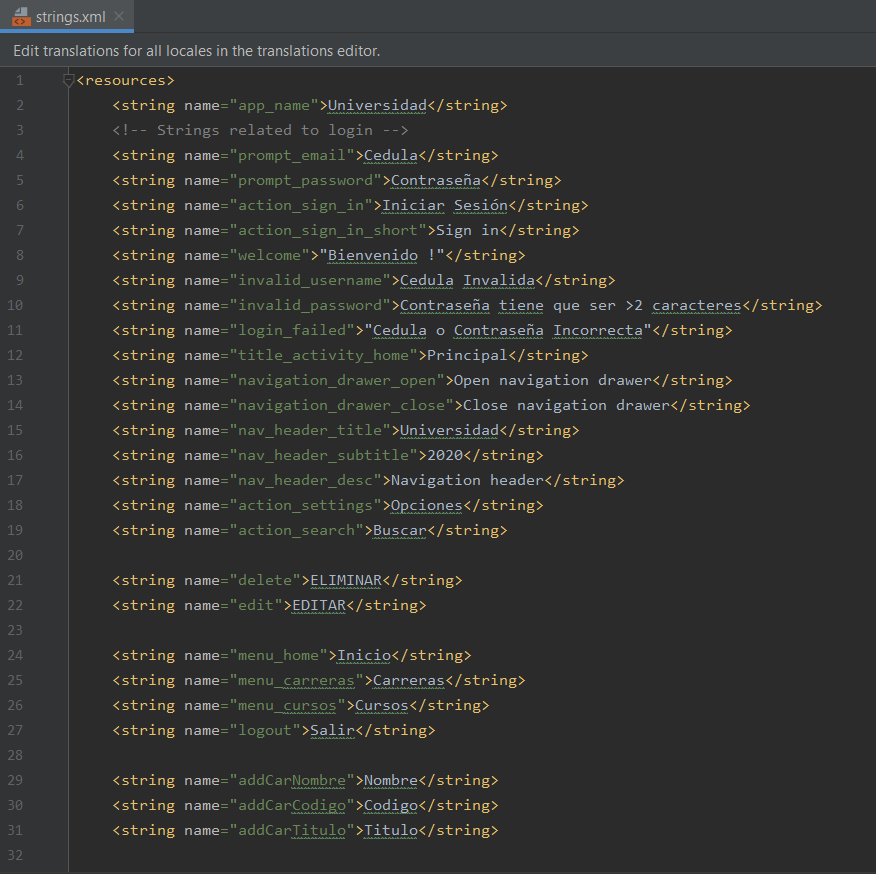 strings.xml
Edit translations for all locales in the translations editor.
1 <resources>
2 <string name="app_name">Universidad</string>
3 <!-- Strings related to login -->
4 <string name="prompt_email">Cedula</string>
5 <string name="prompt_password">Contraseña</string>
6 <string name="action_sign_in">Iniciar Sesión</string>
7 <string name="action_sign_in_short">Sign in</string>
8 <string name="welcome">"Bienvenido !"</string>
9 <string name="invalid_username">Cedula Invalida</string>
10 <string name="invalid_password">Contraseña tiene que ser >2 caracteres</string>
11 <string name="login_failed">"Cedula o Contraseña Incorrecta"</string>
12 <string name="title_activity_home">Principal</string>
13 <string name="navigation_drawer_open">Open navigation drawer</string>
14 <string name="navigation_drawer_close">Close navigation drawer</string>
15 <string name="nav_header_title">Universidad</string>
16 <string name="nav_header_subtitle">2020</string>
17 <string name="nav_header_desc">Navigation header</string>
18 <string name="action_settings">Opciones</string>
19 <string name="action_search">Buscar</string>
20
21 <string name="delete">ELIMINAR</string>
22 <string name="edit">EDITAR</string>
23
24 <string name="menu_home">Inicio</string>
25 <string name="menu_carreras">Carreras</string>
26 <string name="menu_cursos">Cursos</string>
27 <string name="logout">Salir</string>
28
29 <string name="addCarNombre">Nombre</string>
30 <string name="addCarCodigo">Codigo</string>
31 <string name="addCarTitulo">Titulo</string>
32